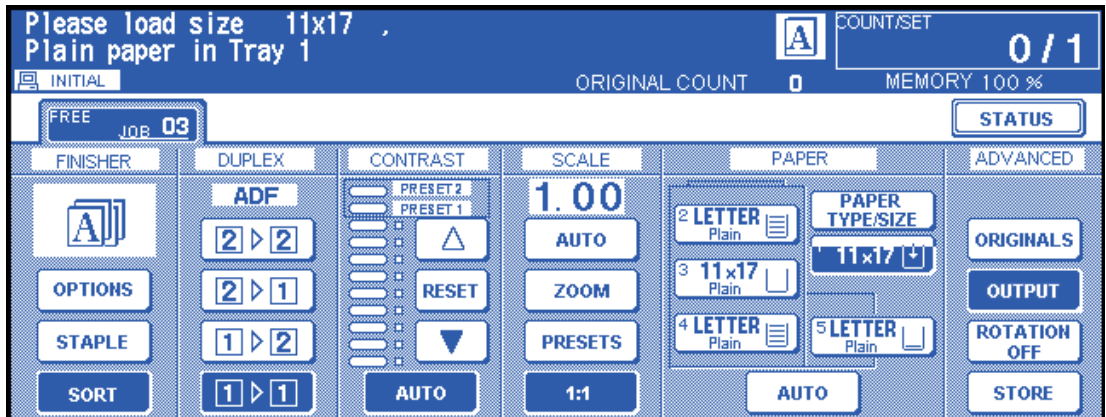 Please load size 11x17 ,
Plain paper in Tray 1
A
COUNT/SET
0 / 1
INITIAL
ORIGINAL COUNT 0
MEMORY 100 %
FREE
JOB 03
STATUS
FINISHER
DUPLEX
CONTRAST
SCALE
PAPER
ADVANCED
A
OPTIONS
STAPLE
SORT
ADF
2 ▷ 2
2 ▷ 1
1 ▷ 2
1 ▷ 1
PRESET 2
PRESET 1
RESET
AUTO
1.00
AUTO
ZOOM
PRESETS
1:1
2 LETTER
Plain
3 11x17
Plain
4 LETTER
Plain
PAPER
TYPE/SIZE
11x17
5 LETTER
Plain
AUTO
ORIGINALS
OUTPUT
ROTATION
OFF
STORE